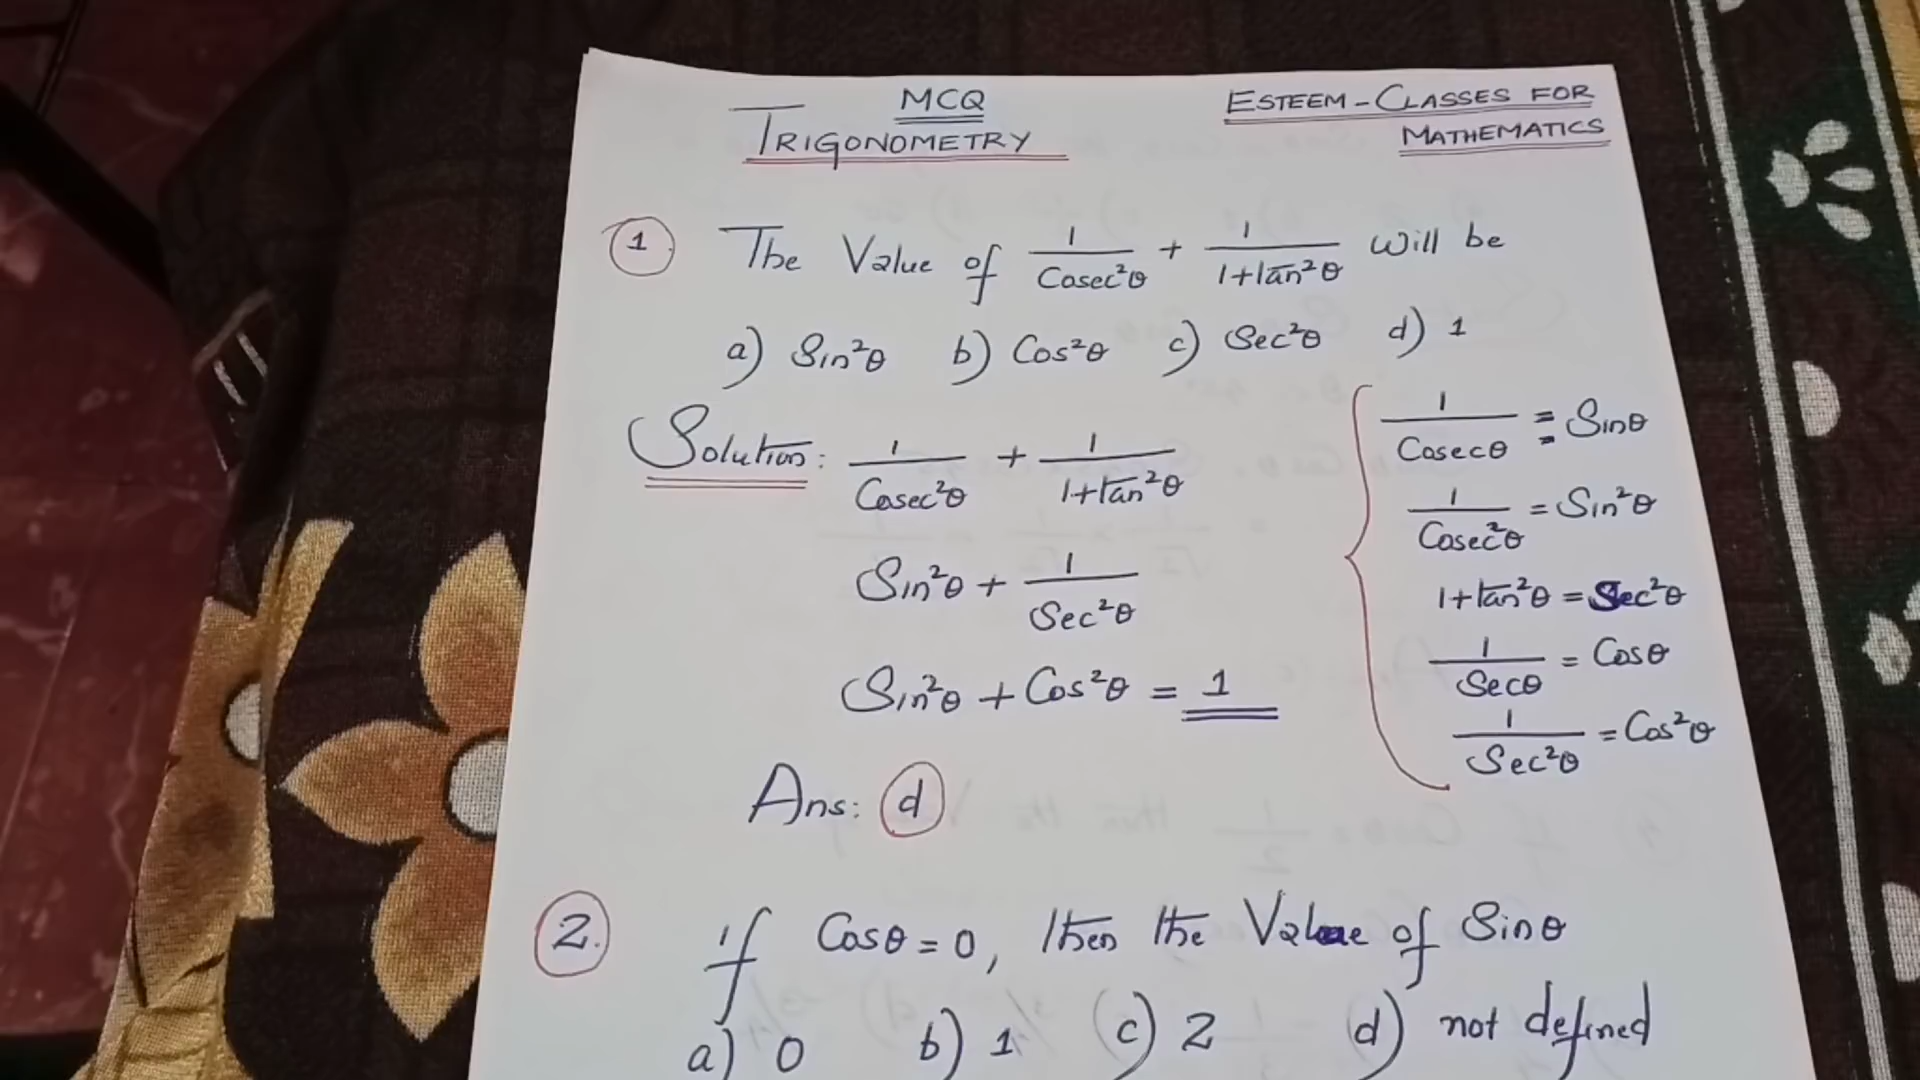 MCQ
TRIGONOMETRY
ESTEEM - CLASSES FOR
MATHEMATICS
1 The Value of 1/Cosec²θ + 1/1+tan²θ will be
a) Sin²θ b) Cos²θ c) Sec²θ d) 1
Solution: 1/Cosec²θ + 1/1+tan²θ
Sin²θ + 1/Sec²θ
Sin²θ + Cos²θ = 1
Ans: d
1/Cosecθ = Sinθ
1/Cosec²θ = Sin²θ
1+tan²θ = Sec²θ
1/Secθ = Cosθ
1/Sec²θ = Cos²θ
2. if Cosθ = 0, then the Value of Sinθ
a) 0 b) 1 (c) 2 d) not defined